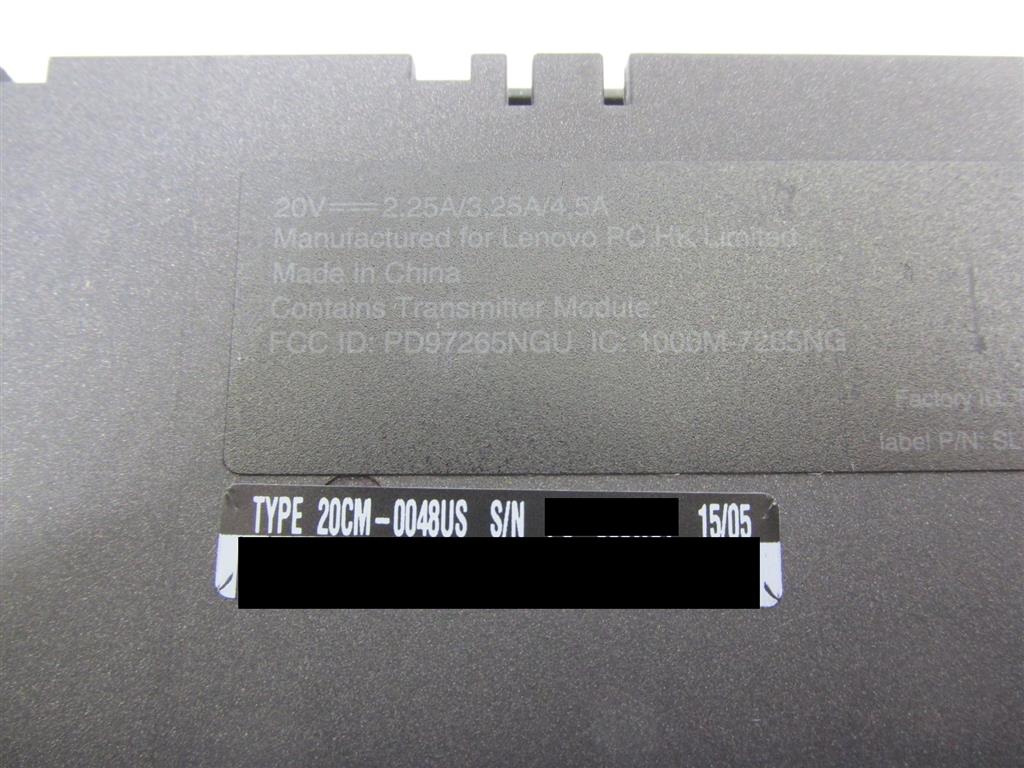 20V⎓2.25A/3.25A/4.5A
Manufactured for Lenovo PC HK Limited
Made in China
Contains Transmitter Module:
FCC ID: PD97265NGU IC: 1000M-7265NG
Factory ID:
label P/N: SL
TYPE 20CM-0048US S/N 15/05